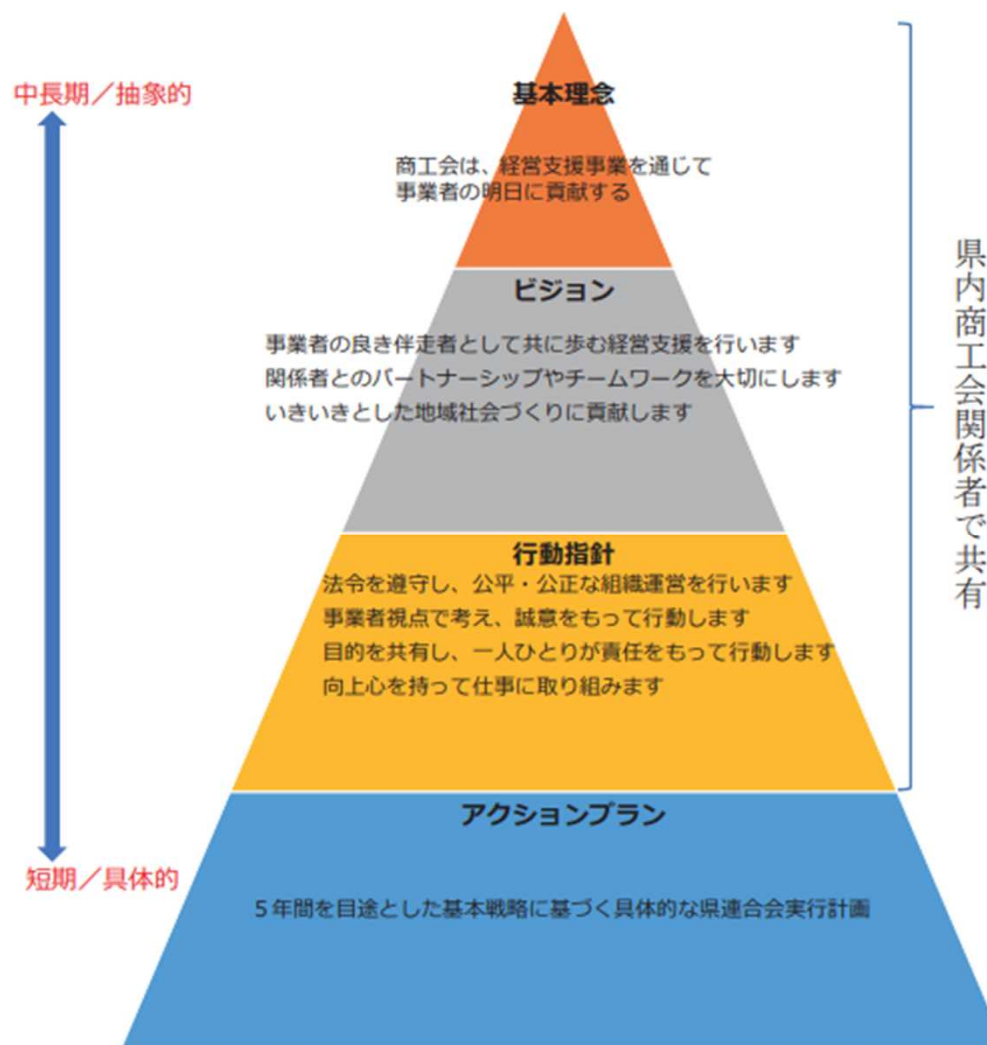 中長期／抽象的
基本理念
商工会は、経営支援事業を通じて
事業者の明日に貢献する
ビジョン
事業者の良き伴走者として共に歩む経営支援を行います
関係者とのパートナーシップやチームワークを大切にします
いきいきとした地域社会づくりに貢献します
行動指針
法令を遵守し、公平・公正な組織運営を行います
事業者視点で考え、誠意をもって行動します
目的を共有し、一人ひとりが責任をもって行動します
向上心を持って仕事に取り組みます
県内商工会関係者で共有
アクションプラン
短期／具体的
５年間を目途とした基本戦略に基づく具体的な県連合会実行計画